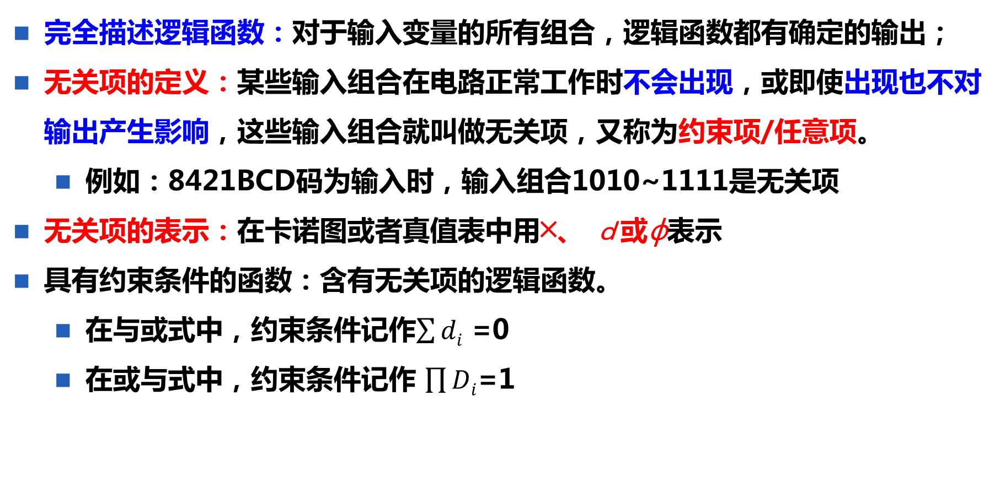 完全描述逻辑函数：对于输入变量的所有组合，逻辑函数都有确定的输出；
无关项的定义：某些输入组合在电路正常工作时不会出现，或即使出现也不对
输出产生影响，这些输入组合就叫做无关项，又称为约束项/任意项。
例如：8421BCD码为输入时，输入组合1010~1111是无关项
无关项的表示：在卡诺图或者真值表中用×、 d或ϕ表示
具有约束条件的函数：含有无关项的逻辑函数。
在与或式中，约束条件记作∑ dᵢ =0
在或与式中，约束条件记作 ∏ Dᵢ=1